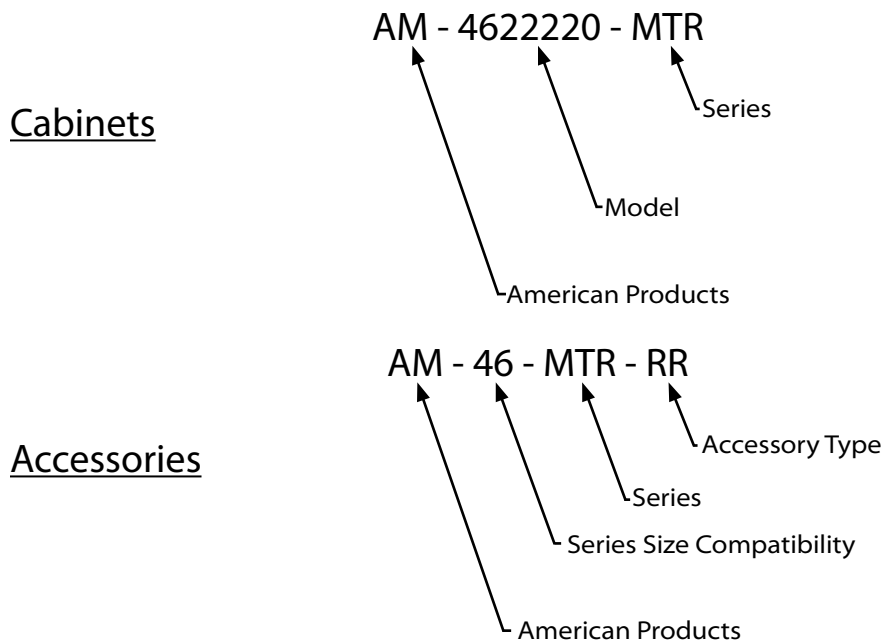 AM - 4622220 - MTR
Series
Cabinets
Model
American Products
AM - 46 - MTR - RR
Accessory Type
Accessories
Series
Series Size Compatibility
American Products